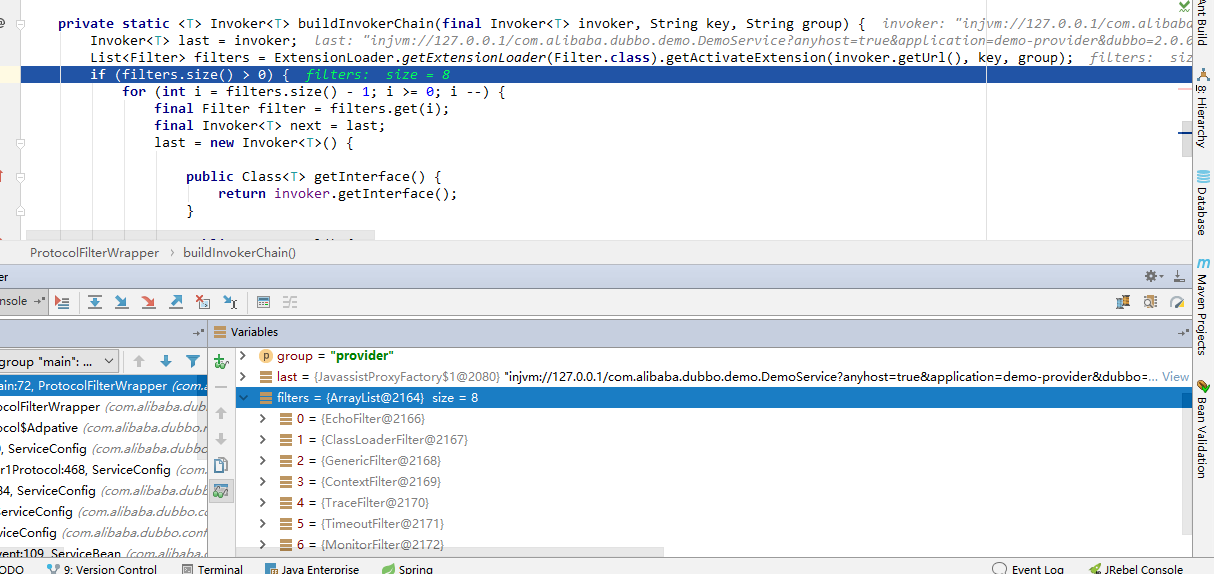 private static <T> Invoker<T> buildInvokerChain(final Invoker<T> invoker, String key, String group) {  invoker: "injvm://127.0.0.1/com.alibaba
Invoker<T> last = invoker;  last: "injvm://127.0.0.1/com.alibaba.dubbo.demo.DemoService?anyhost=true&application=demo-provider&dubbo=2.0.0
List<Filter> filters = ExtensionLoader.getExtensionLoader(Filter.class).getActivateExtension(invoker.getUrl(), key, group);  filters:  siz
if (filters.size() > 0) {  filters:  size = 8
for (int i = filters.size() - 1; i >= 0; i --) {
final Filter filter = filters.get(i);
final Invoker<T> next = last;
last = new Invoker<T>() {
public Class<T> getInterface() {
return invoker.getInterface();
}
ProtocolFilterWrapper > buildInvokerChain()
er
nsole
Variables
group "main": ...
ain:72, ProtocolFilterWrapper (com.a
ocolFilterWrapper (com.alibaba.dub
ocol$Adpative (com.alibaba.dubbo.r
), ServiceConfig (com.alibaba.dubbo
r1Protocol:468, ServiceConfig (com.
34, ServiceConfig (com.alibaba.dubb
ServiceConfig (com.alibaba.dubbo.co
viceConfig (com.alibaba.dubbo.conf
vent:109, ServiceBean (com.alibaba.
p group = "provider"
last = {JavassistProxyFactory$1@2080} "injvm://127.0.0.1/com.alibaba.dubbo.demo.DemoService?anyhost=true&application=demo-provider&dubbo=... View
filters = {ArrayList@2164}  size = 8
0 = {EchoFilter@2166}
1 = {ClassLoaderFilter@2167}
2 = {GenericFilter@2168}
3 = {ContextFilter@2169}
4 = {TraceFilter@2170}
5 = {TimeoutFilter@2171}
6 = {MonitorFilter@2172}
Ant Build
8: Hierarchy
Database
m Maven Projects
Bean Validation
ODO
9: Version Control
Terminal
Java Enterprise
Spring
Event Log
JRebel Console